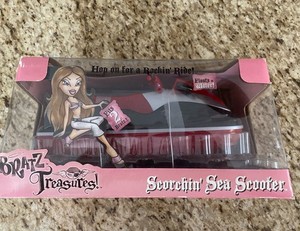 Hop on for a Rockin' Ride!
BRATZ
Treasures!
Scorchin' Sea Scooter